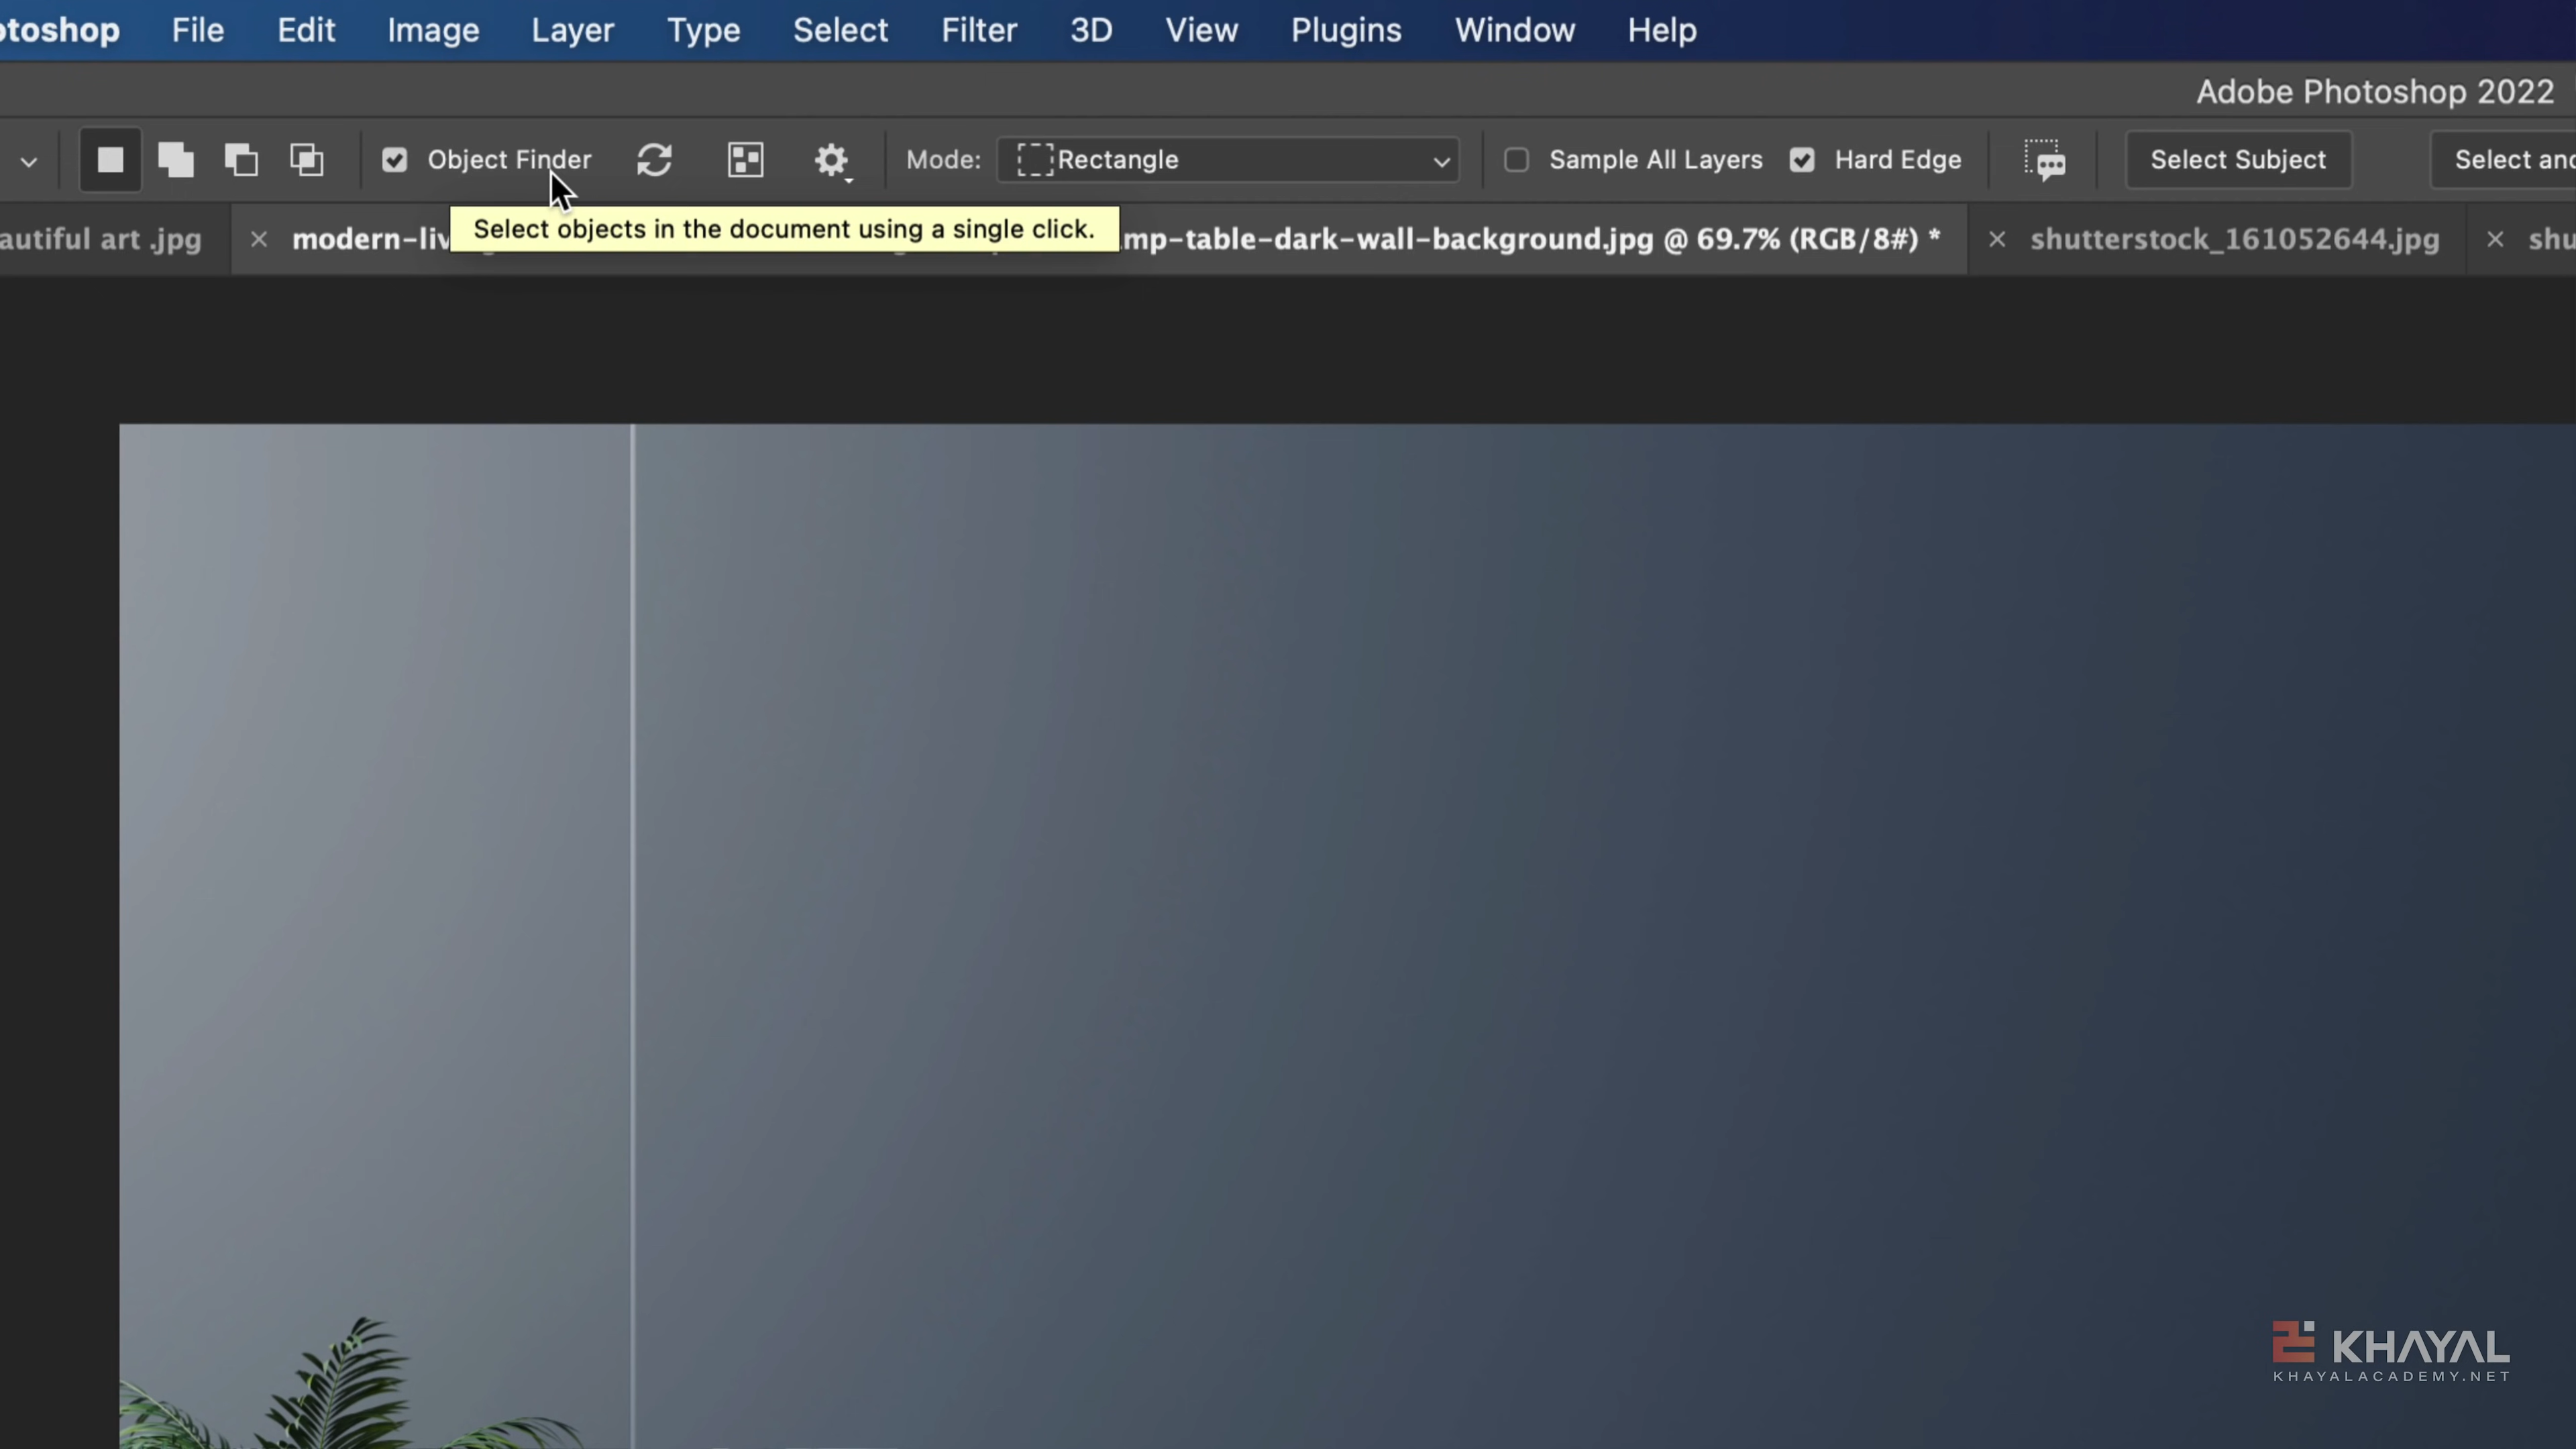 otoshop File Edit Image Layer Type Select Filter 3D View Plugins Window Help
Adobe Photoshop 2022
Object Finder Mode: Rectangle Sample All Layers Hard Edge Select Subject Select and
autiful art .jpg modern-liv mp-table-dark-wall-background.jpg @ 69.7% (RGB/8#) * shutterstock_161052644.jpg shu
Select objects in the document using a single click.
KHAYAL
KHAYALACADEMY.NET